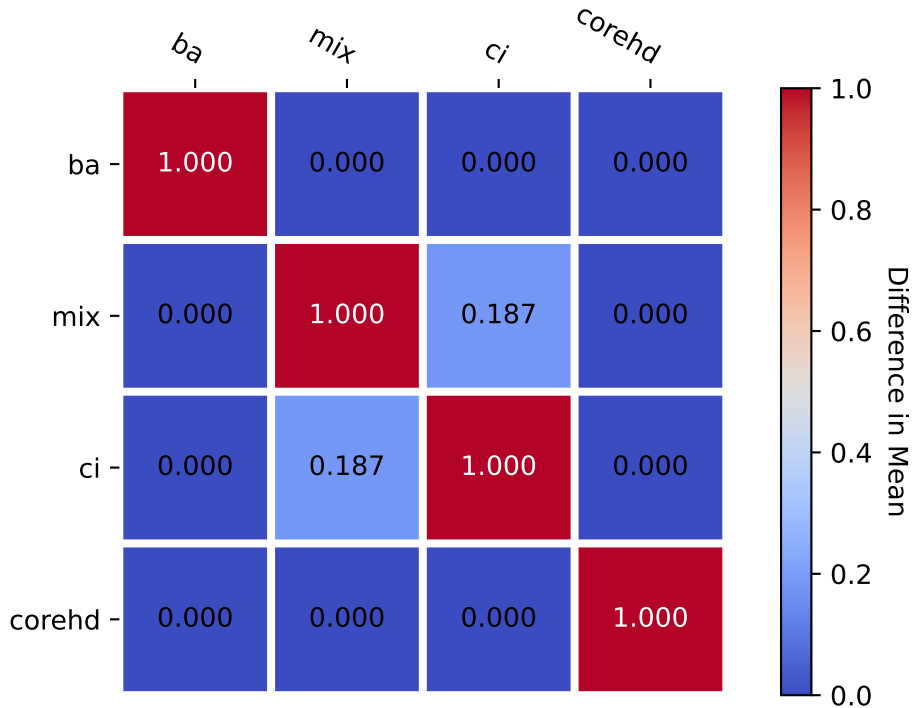 ba mix ci corehd
ba 1.000 0.000 0.000 0.000
mix 0.000 1.000 0.187 0.000
ci 0.000 0.187 1.000 0.000
corehd 0.000 0.000 0.000 1.000
1.0
0.8
0.6
0.4
0.2
0.0
Difference in Mean